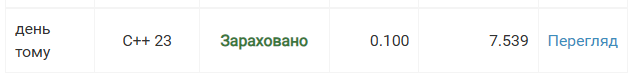 день
тому
C++ 23
Зараховано
0.100
7.539
Перегляд